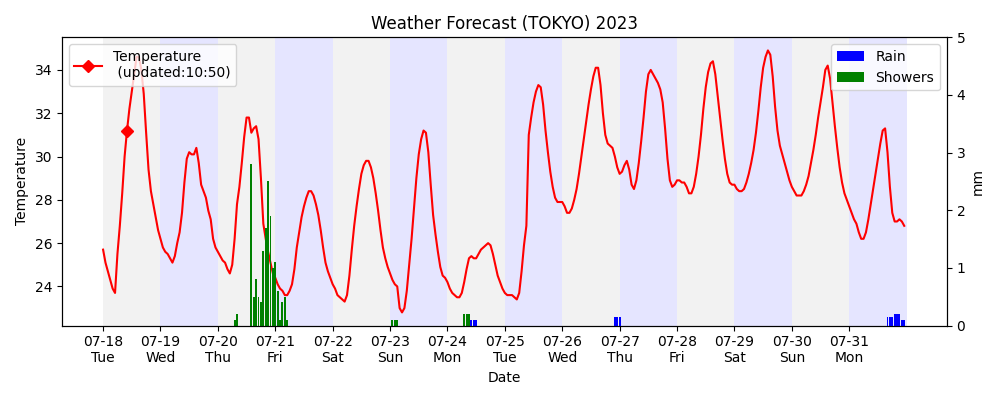 Weather Forecast (TOKYO) 2023
Temperature
(updated:10:50)
Rain
Showers
Temperature
34
32
30
28
26
24
5
4
3
2
1
0
mm
07-18 07-19 07-20 07-21 07-22 07-23 07-24 07-25 07-26 07-27 07-28 07-29 07-30 07-31
Tue Wed Thu Fri Sat Sun Mon Tue Wed Thu Fri Sat Sun Mon
Date